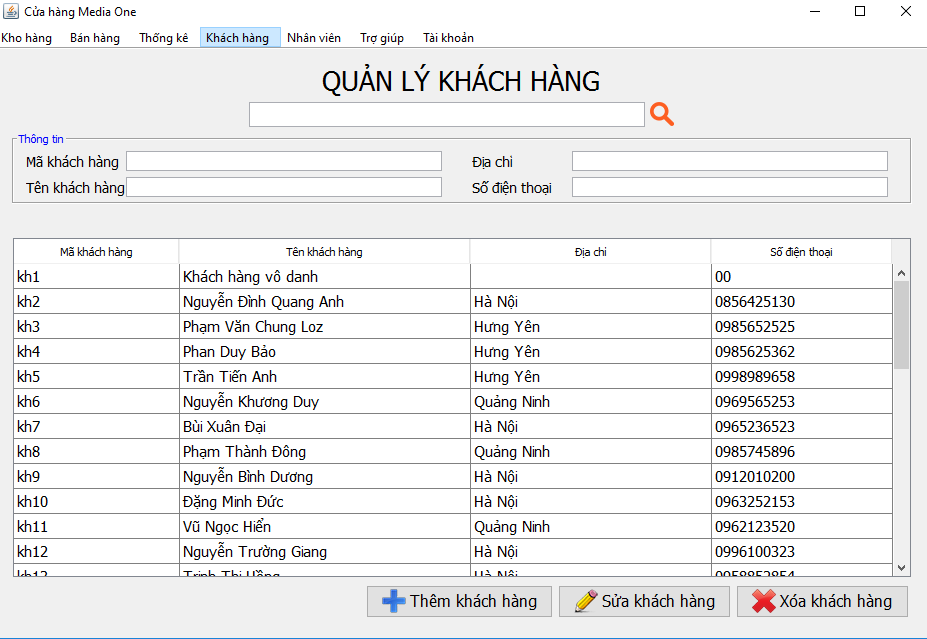 Cửa hàng Media One
Kho hàng Bán hàng Thống kê Khách hàng Nhân viên Trợ giúp Tài khoản
QUẢN LÝ KHÁCH HÀNG
Thông tin
Mã khách hàng Địa chỉ
Tên khách hàng Số điện thoại
Mã khách hàng Tên khách hàng Địa chỉ Số điện thoại
kh1 Khách hàng vô danh 00
kh2 Nguyễn Đình Quang Anh Hà Nội 0856425130
kh3 Phạm Văn Chung Loz Hưng Yên 0985652525
kh4 Phan Duy Bảo Hưng Yên 0985625362
kh5 Trần Tiến Anh Hưng Yên 0998989658
kh6 Nguyễn Khương Duy Quảng Ninh 0969565253
kh7 Bùi Xuân Đại Hà Nội 0965236523
kh8 Phạm Thành Đông Quảng Ninh 0985745896
kh9 Nguyễn Bình Dương Hà Nội 0912010200
kh10 Đặng Minh Đức Hà Nội 0963252153
kh11 Vũ Ngọc Hiển Quảng Ninh 0962123520
kh12 Nguyễn Trường Giang Hà Nội 0996100323
kh13 Trịnh Thị Hà Nội
Thêm khách hàng Sửa khách hàng Xóa khách hàng